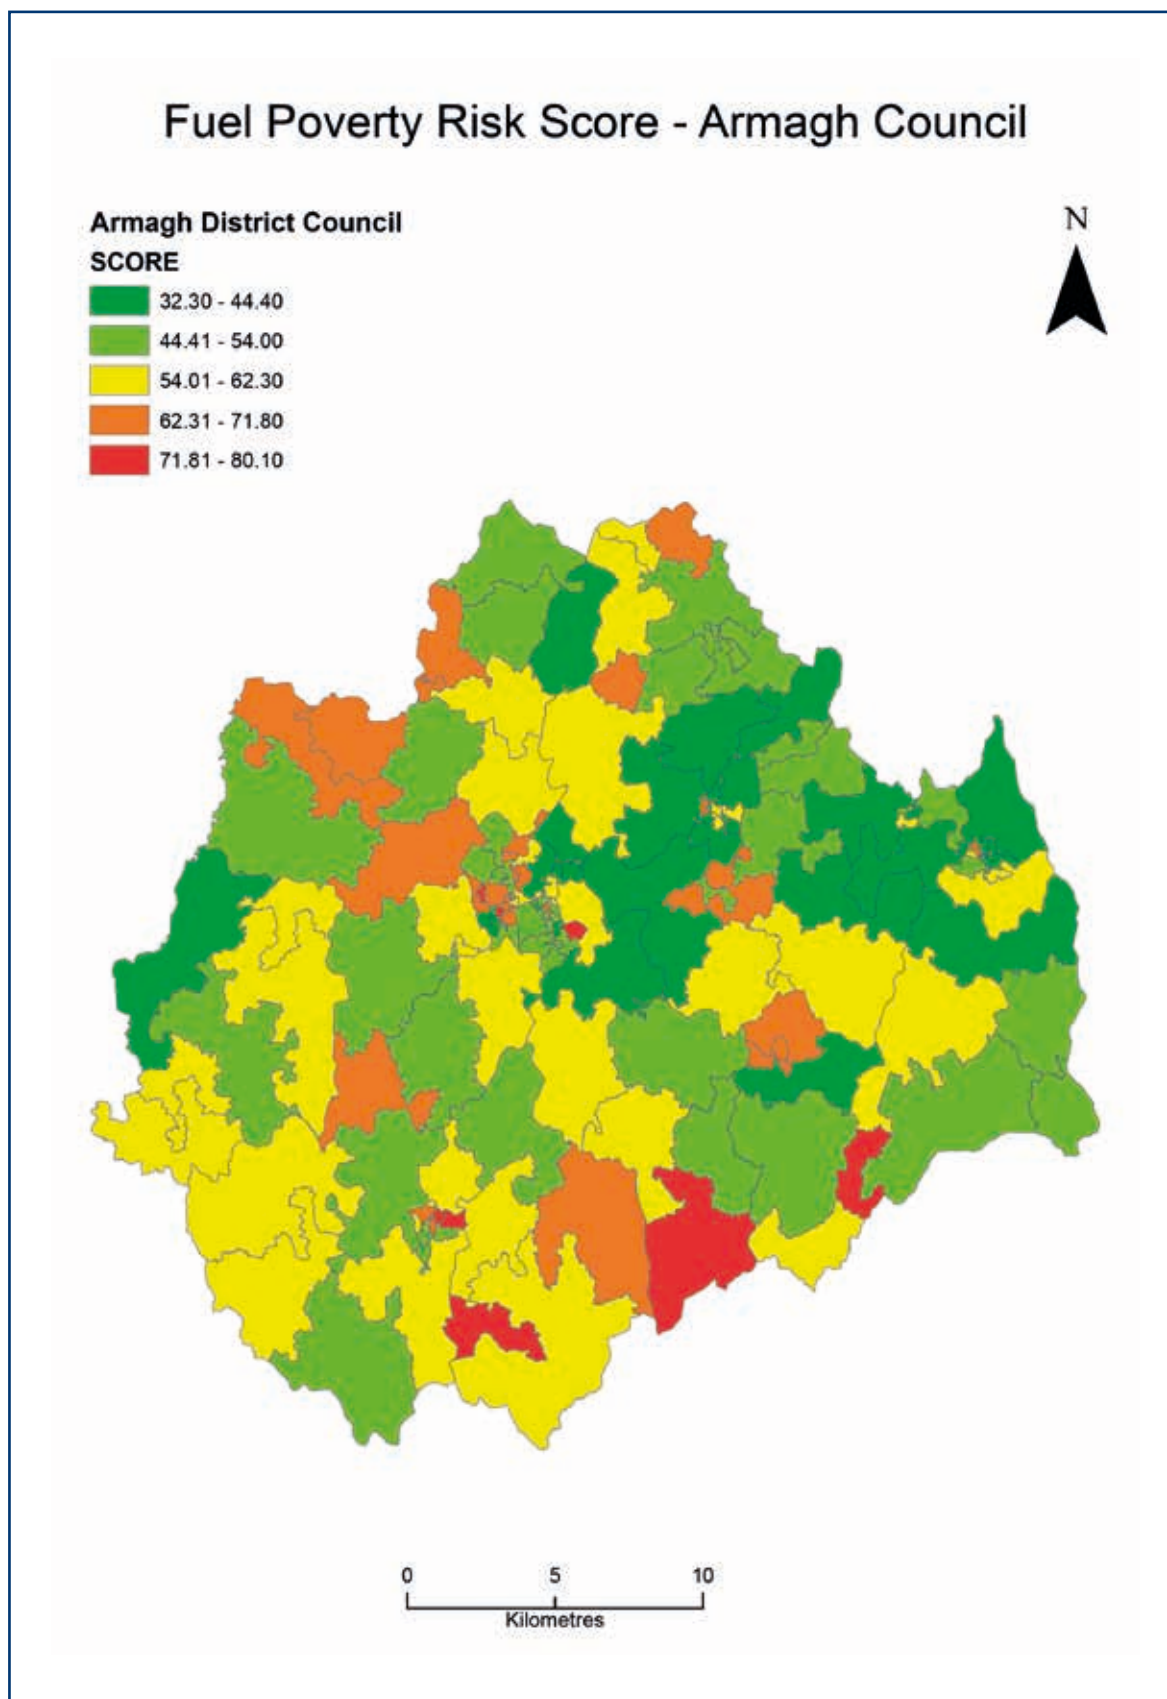 Fuel Poverty Risk Score - Armagh Council
Armagh District Council
SCORE
32.30 - 44.40
44.41 - 54.00
54.01 - 62.30
62.31 - 71.80
71.81 - 80.10
N
0 5 10
Kilometres